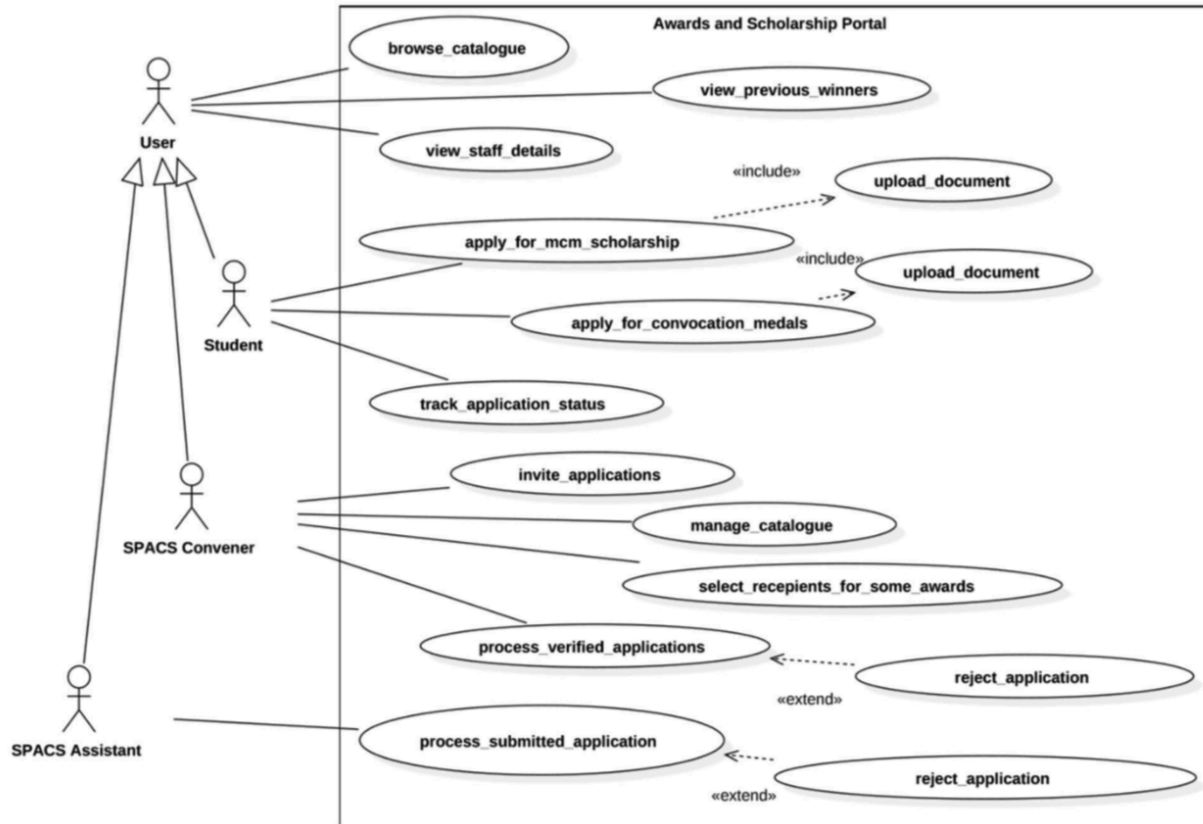 Awards and Scholarship Portal
browse_catalogue
view_previous_winners
User
view_staff_details
«include»
upload_document
apply_for_mcm_scholarship
«include»
upload_document
apply_for_convocation_medals
Student
track_application_status
invite_applications
manage_catalogue
SPACS Convener
select_recepients_for_some_awards
process_verified_applications
reject_application
«extend»
process_submitted_application
SPACS Assistant
reject_application
«extend»